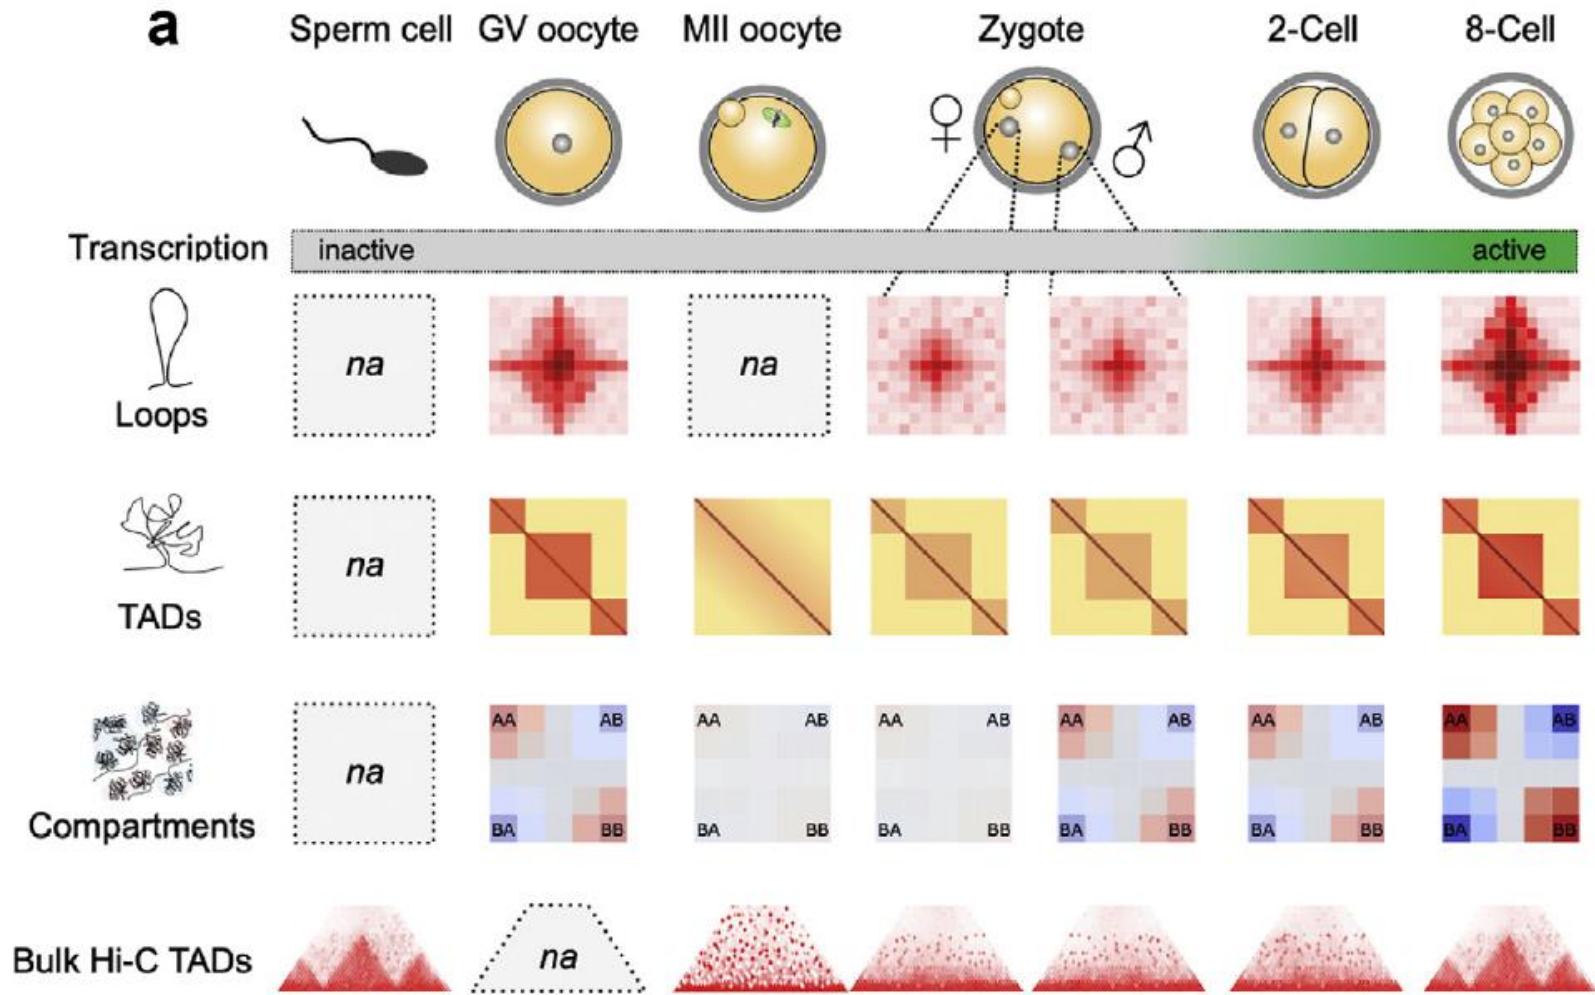 a
Sperm cell GV oocyte MII oocyte Zygote 2-Cell 8-Cell
♀ ♂
Transcription inactive active
Loops na na
TADs na
Compartments na
AA AB AA AB AA AB AA AB AA AB AA AB
BA BB BA BB BA BB BA BB BA BB BA BB
Bulk Hi-C TADs na